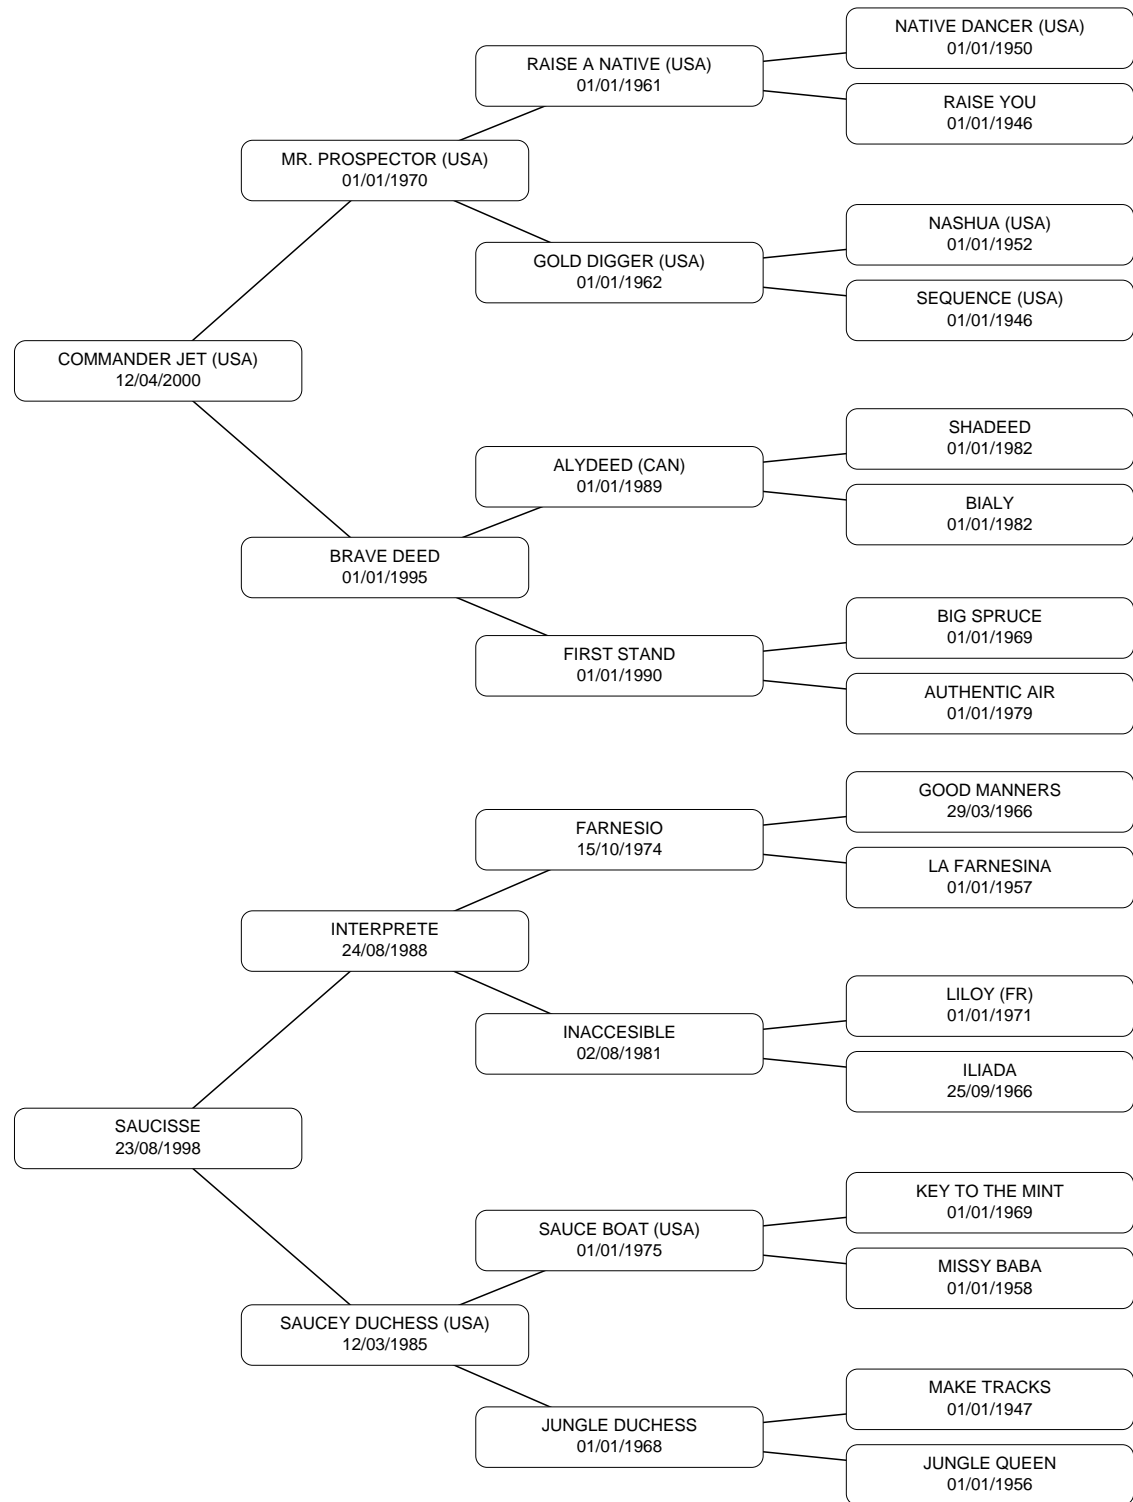 NATIVE DANCER (USA)
01/01/1950
RAISE A NATIVE (USA)
01/01/1961
RAISE YOU
01/01/1946
MR. PROSPECTOR (USA)
01/01/1970
NASHUA (USA)
01/01/1952
GOLD DIGGER (USA)
01/01/1962
SEQUENCE (USA)
01/01/1946
COMMANDER JET (USA)
12/04/2000
SHADEED
01/01/1982
ALYDEED (CAN)
01/01/1989
BIALY
01/01/1982
BRAVE DEED
01/01/1995
BIG SPRUCE
01/01/1969
FIRST STAND
01/01/1990
AUTHENTIC AIR
01/01/1979
GOOD MANNERS
29/03/1966
FARNESIO
15/10/1974
LA FARNESINA
01/01/1957
INTERPRETE
24/08/1988
LILOY (FR)
01/01/1971
INACCESIBLE
02/08/1981
ILIADA
25/09/1966
SAUCISSE
23/08/1998
KEY TO THE MINT
01/01/1969
SAUCE BOAT (USA)
01/01/1975
MISSY BABA
01/01/1958
SAUCEY DUCHESS (USA)
12/03/1985
MAKE TRACKS
01/01/1947
JUNGLE DUCHESS
01/01/1968
JUNGLE QUEEN
01/01/1956